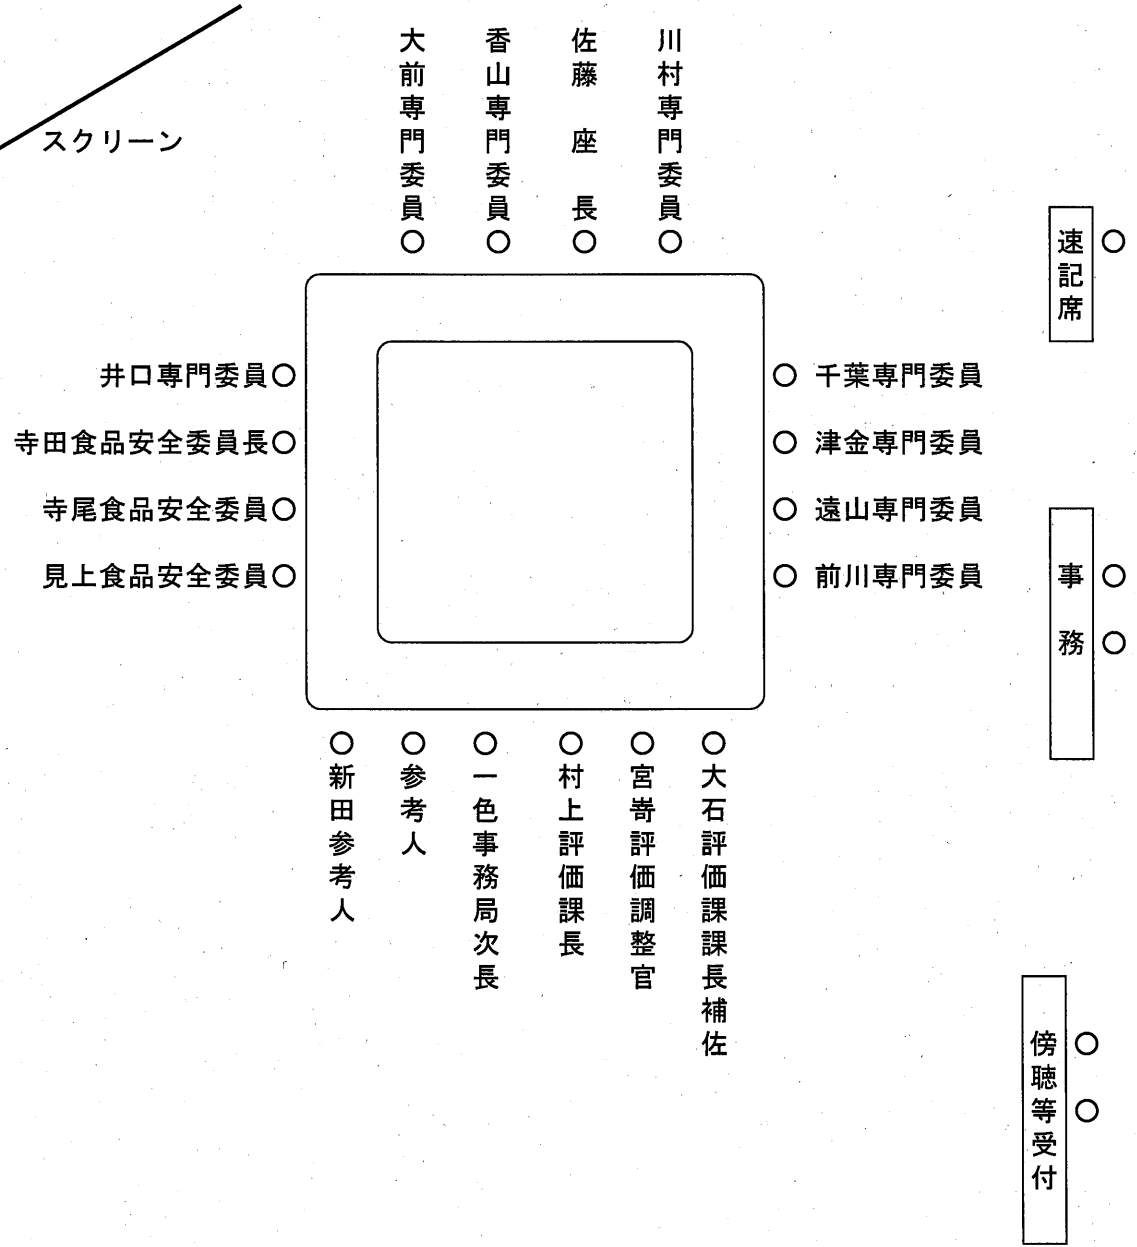 スクリーン
大前専門委員○
香山専門委員○
佐藤 座 長○
川村専門委員○
速記席○
井口専門委員○
寺田食品安全委員長○
寺尾食品安全委員○
見上食品安全委員○
○ 千葉専門委員
○ 津金専門委員
○ 遠山専門委員
○ 前川専門委員
事 務○○
○新田参考人
○参考人
○一色事務局次長
○村上評価課長
○宮嵜評価調整官
○大石評価課課長補佐
傍聴等受付○○